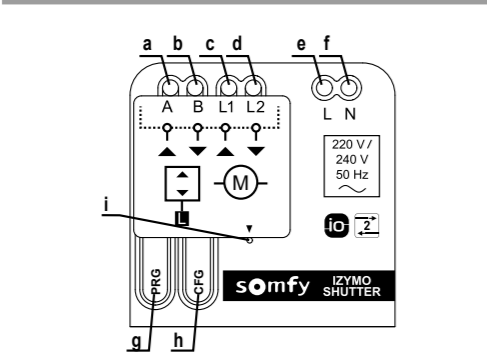 a b c d e f
A B L1 L2
L N
220 V /
240 V
50 Hz
M
L
i
io 2
PRG CFG
somfy IZYMO
SHUTTER
g h